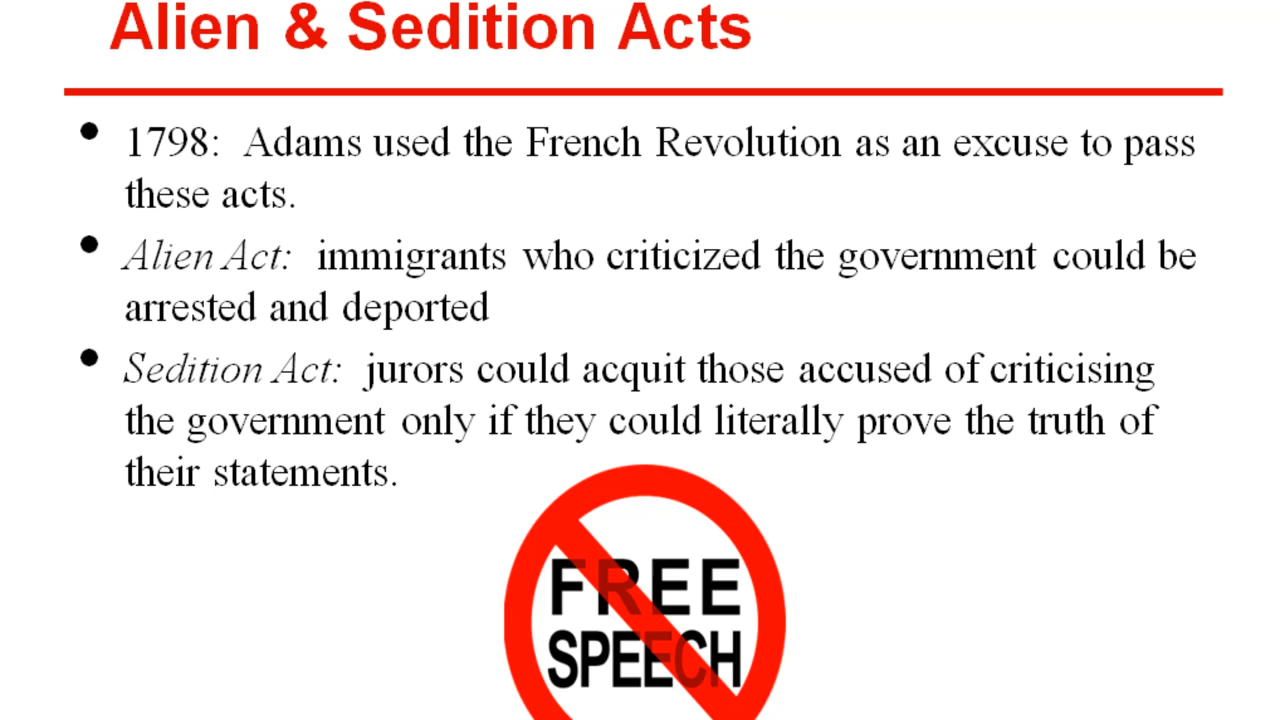 Alien & Sedition Acts
• 1798: Adams used the French Revolution as an excuse to pass
these acts.
• Alien Act: immigrants who criticized the government could be
arrested and deported
• Sedition Act: jurors could acquit those accused of criticising
the government only if they could literally prove the truth of
their statements.
FREE
SPEECH